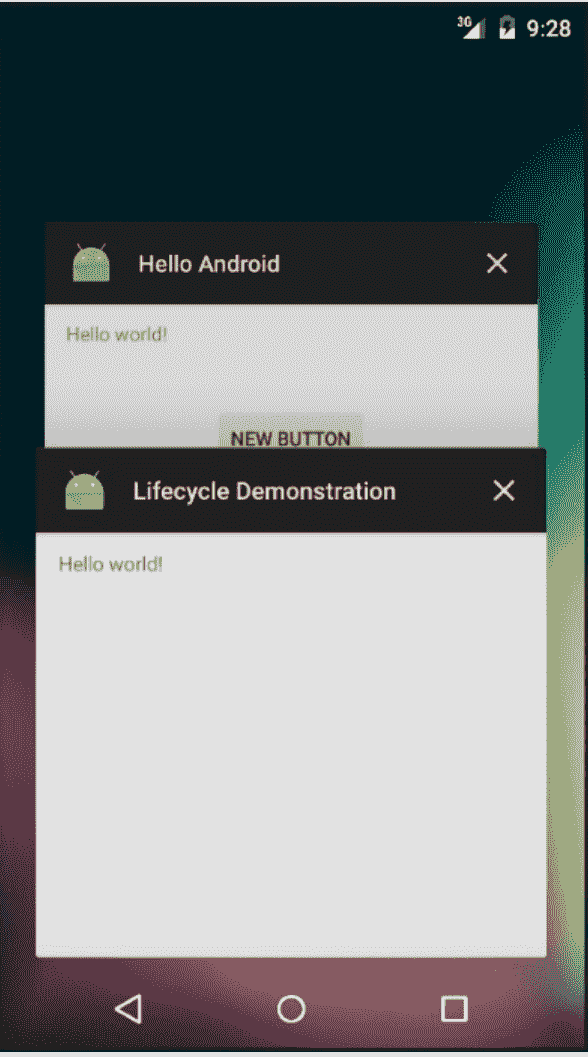 3G 9:28
Hello Android
Hello world!
NEW BUTTON
Lifecycle Demonstration
Hello world!